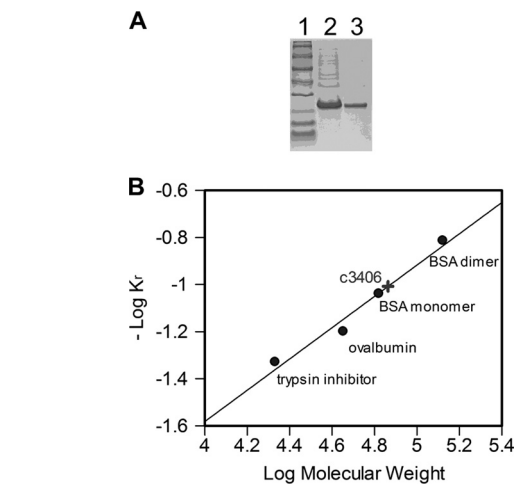 A
1 2 3
B
-0.6
-0.8
-1
-1.2
-1.4
-1.6
- Log Kr
c3406
BSA dimer
BSA monomer
ovalbumin
trypsin inhibitor
4 4.2 4.4 4.6 4.8 5 5.2 5.4
Log Molecular Weight